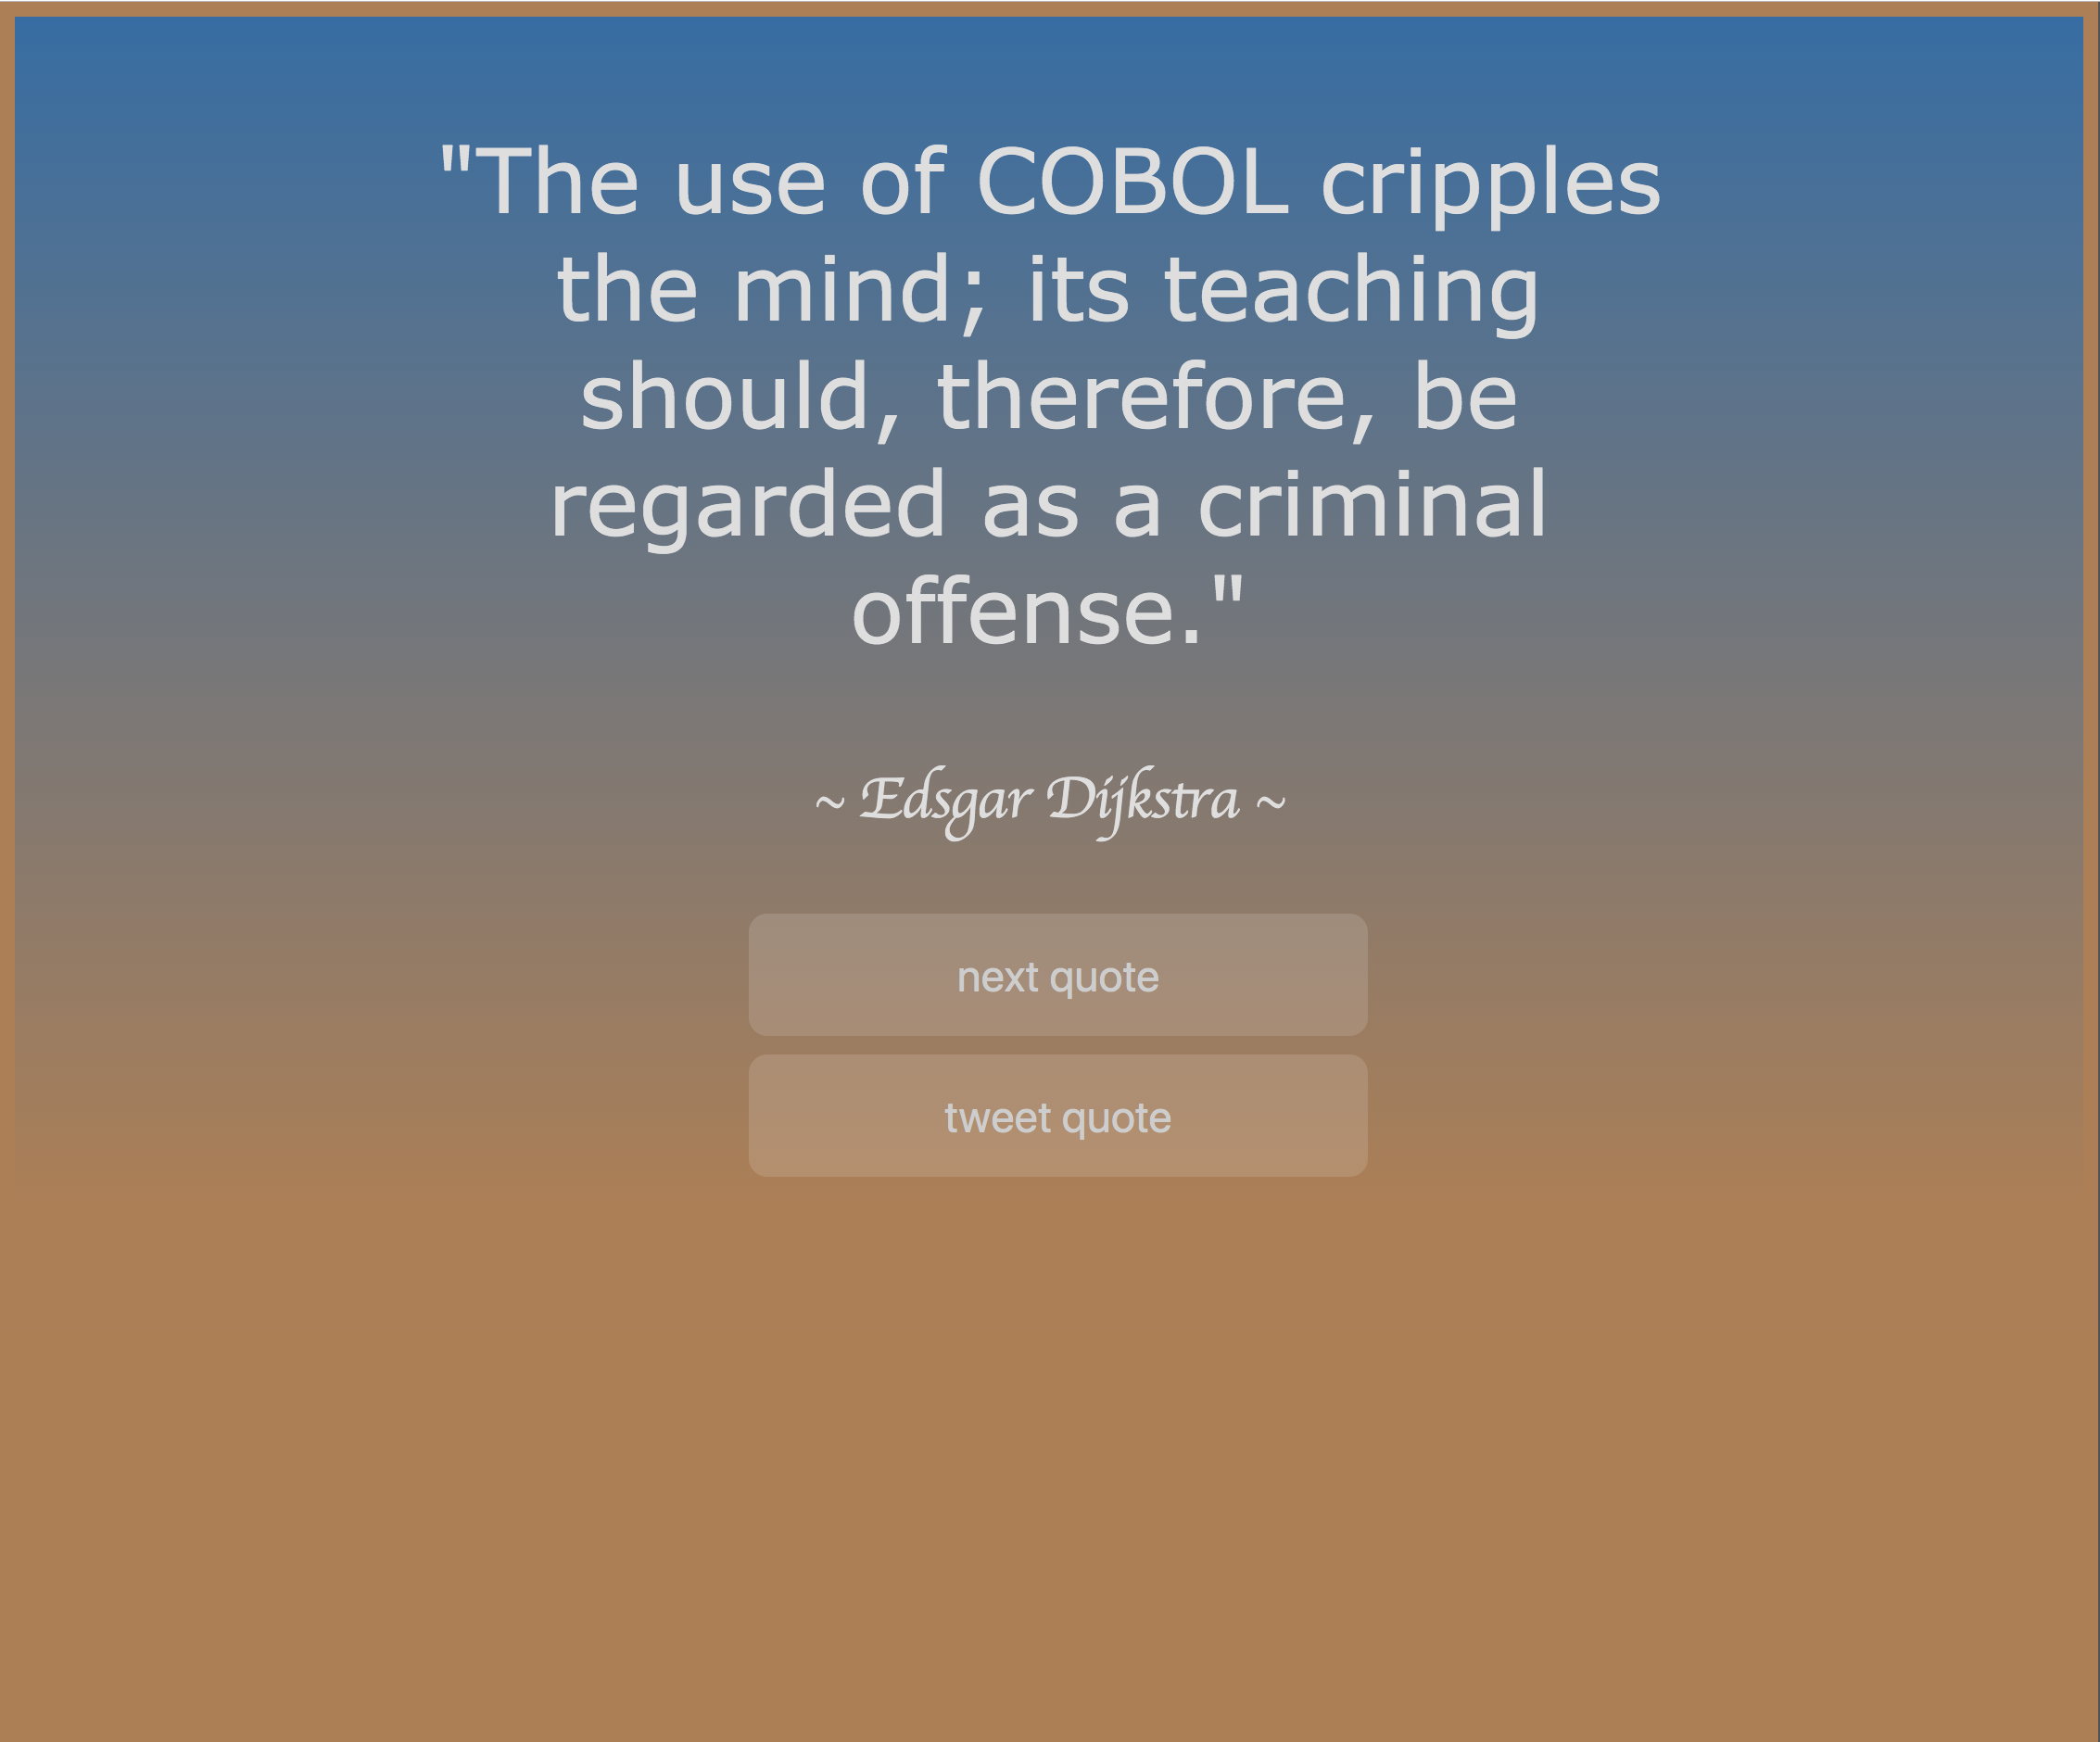 "The use of COBOL cripples
the mind; its teaching
should, therefore, be
regarded as a criminal
offense."
~ Edsgar Dijkstra ~
next quote
tweet quote